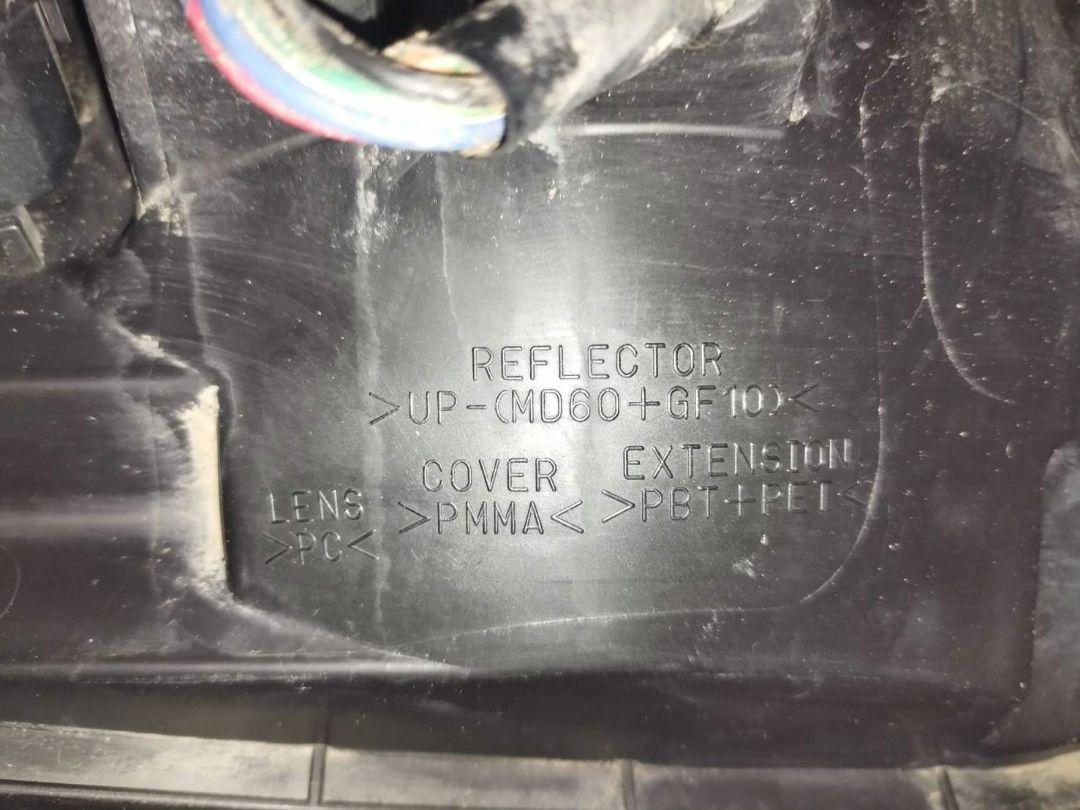 REFLECTOR
>UP-(MD60+GF10)<
EXTENSION
>PBT+PET<
COVER
>PMMA<
LENS
>PC<